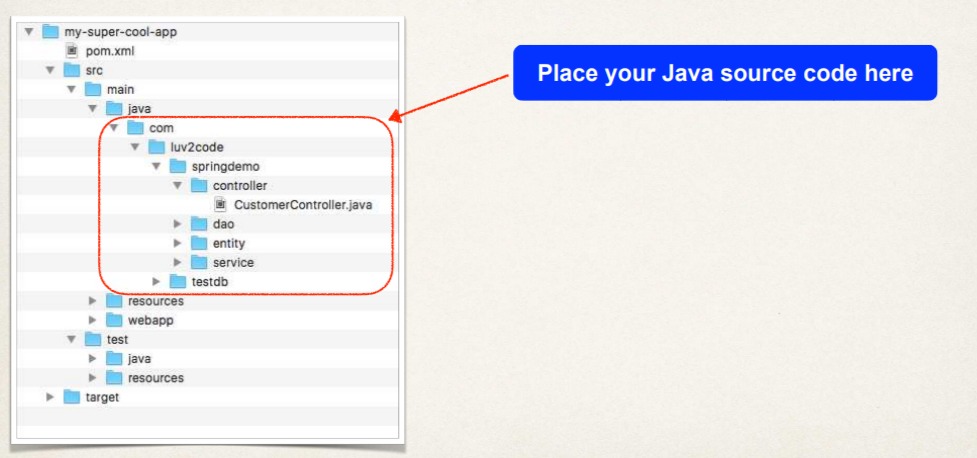 my-super-cool-app
pom.xml
src
main
java
com
luv2code
springdemo
controller
CustomerController.java
dao
entity
service
testdb
resources
webapp
test
java
resources
target
Place your Java source code here